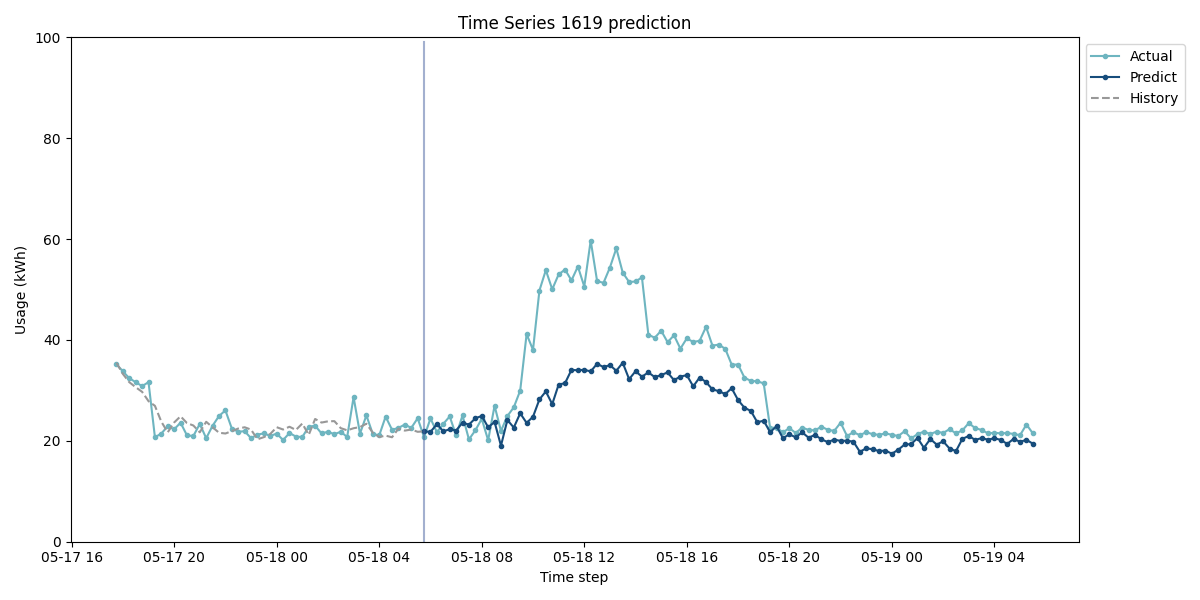 Time Series 1619 prediction
100
80
60
40
20
0
Usage (kWh)
05-17 16 05-17 20 05-18 00 05-18 04 05-18 08 05-18 12 05-18 16 05-18 20 05-19 00 05-19 04
Time step
Actual
Predict
History